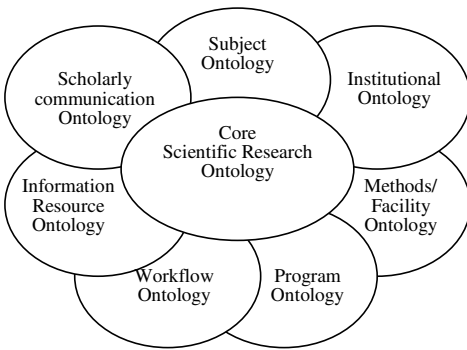 Subject
Ontology
Scholarly
communication
Ontology
Institutional
Ontology
Core
Scientific Research
Ontology
Information
Resource
Ontology
Methods/
Facility
Ontology
Workflow
Ontology
Program
Ontology